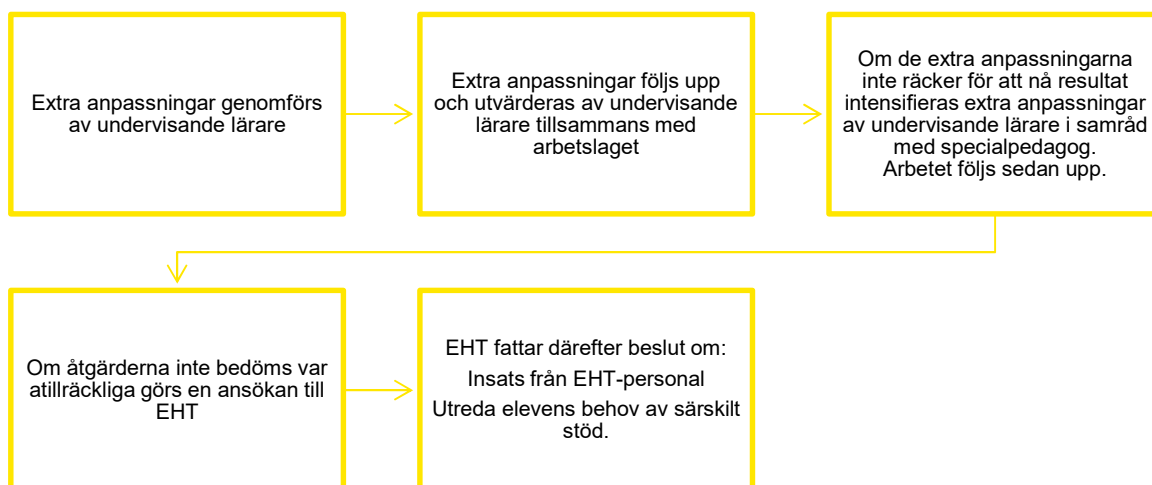 Extra anpassningar genomförs
av undervisande lärare
Extra anpassningar följs upp
och utvärderas av undervisande
lärare tillsammans med
arbetslaget
Om de extra anpassningarna
inte räcker för att nå resultat
intensifieras extra anpassningar
av undervisande lärare i samråd
med specialpedagog.
Arbetet följs sedan upp.
Om åtgärderna inte bedöms var
atillräckliga görs en ansökan till
EHT
EHT fattar därefter beslut om:
Insats från EHT-personal
Utreda elevens behov av särskilt
stöd.